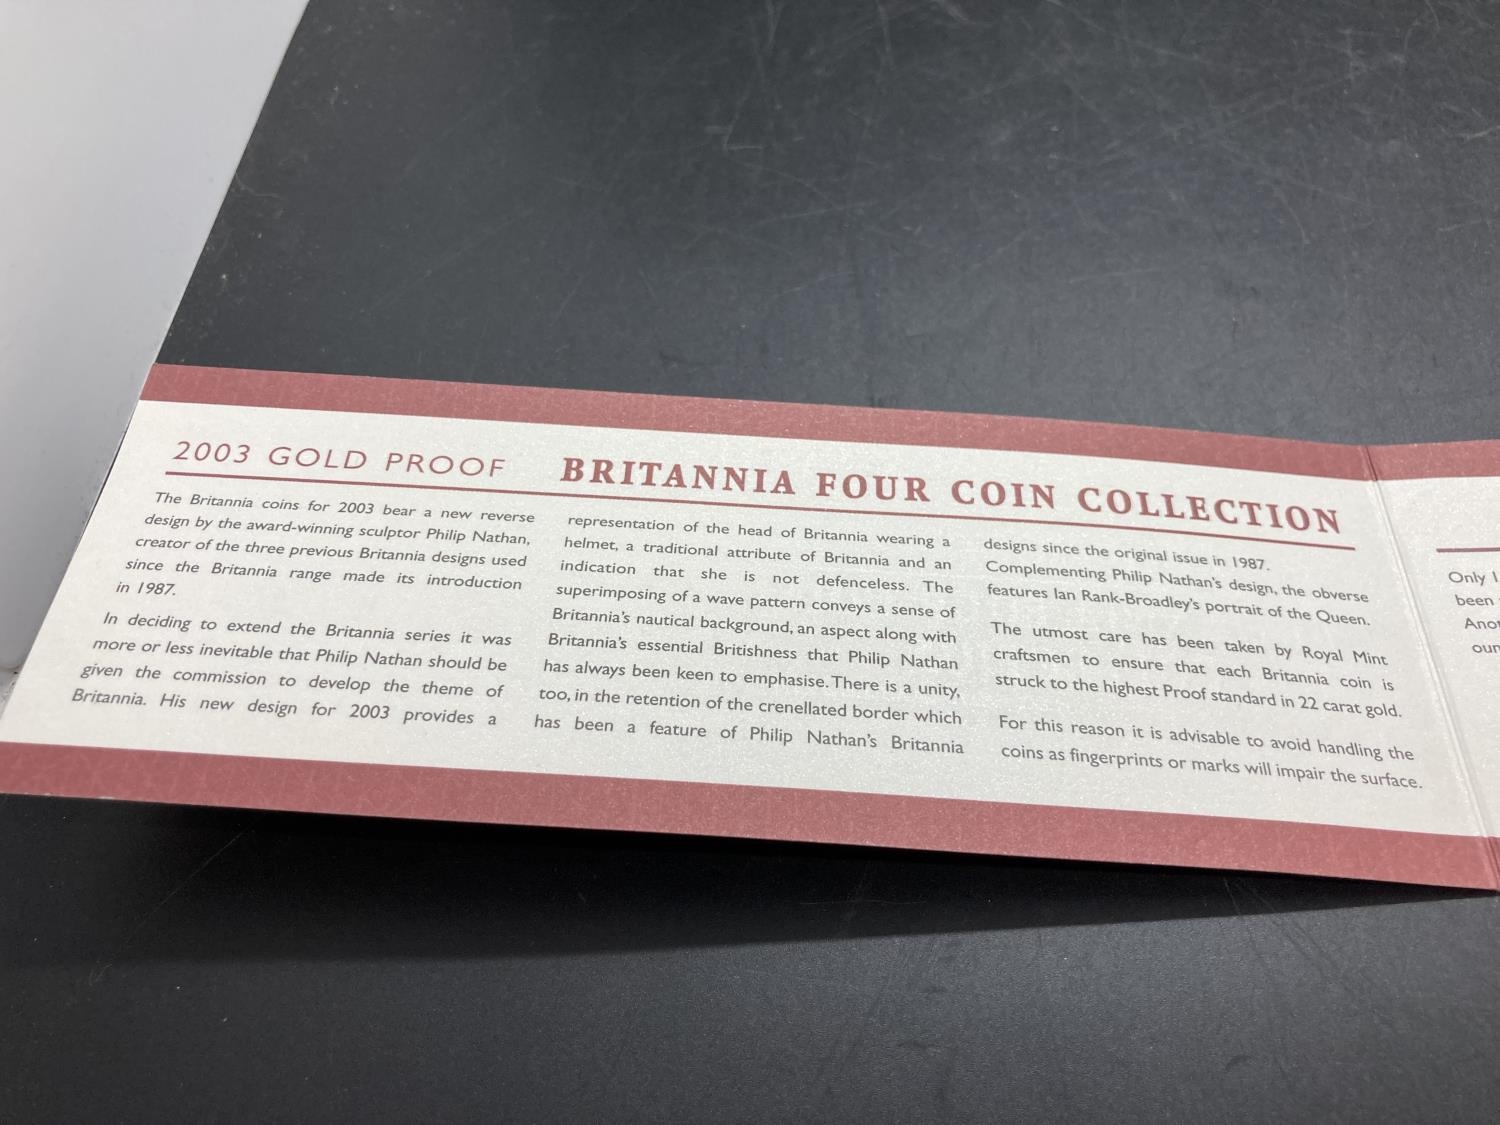 2003 GOLD PROOF BRITANNIA FOUR COIN COLLECTION
The Britannia coins for 2003 bear a new reverse
design by the award-winning sculptor Philip Nathan,
creator of the three previous Britannia designs used
since the Britannia range made its introduction
in 1987.
In deciding to extend the Britannia series it was
more or less inevitable that Philip Nathan should be
given the commission to develop the theme of
Britannia. His new design for 2003 provides a
representation of the head of Britannia wearing a
helmet, a traditional attribute of Britannia and an
indication that she is not defenceless. The
superimposing of a wave pattern conveys a sense of
Britannia's nautical background, an aspect along with
Britannia's essential Britishness that Philip Nathan
has always been keen to emphasise. There is a unity,
too, in the retention of the crenellated border which
has been a feature of Philip Nathan's Britannia
designs since the original issue in 1987.
Complementing Philip Nathan's design, the obverse
features Ian Rank-Broadley's portrait of the Queen.
The utmost care has been taken by Royal Mint
craftsmen to ensure that each Britannia coin is
struck to the highest Proof standard in 22 carat gold.
For this reason it is advisable to avoid handling the
coins as fingerprints or marks will impair the surface.
Only 1
been
Anot
oun